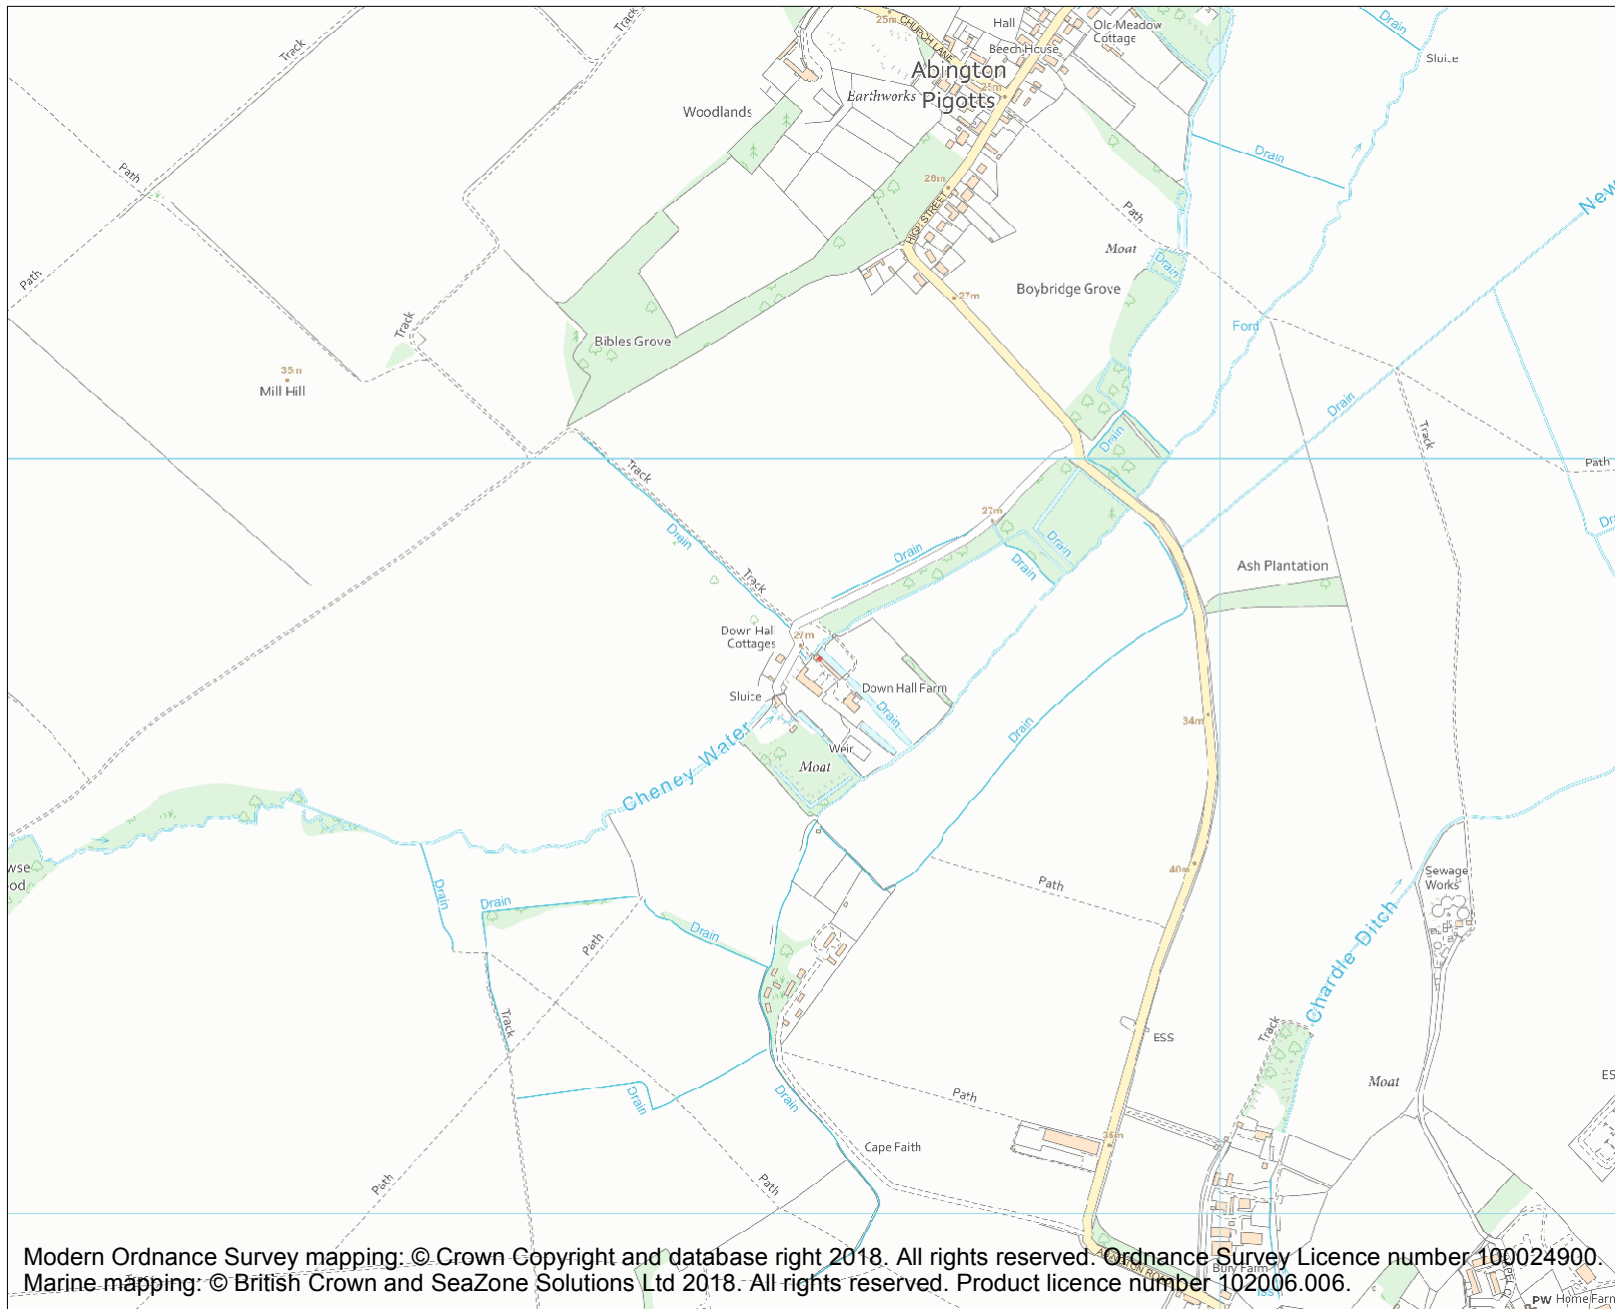 25m
CHURCH LANE
Hall
Beech House
Old Meadow
Cottage
Drain
Sluice
Track
Track
Abington
Pigotts
25m
Earthworks
Woodlands
Drain
Path
28m
HIGH STREET
Path
New
Moat
Drain
Path
Boybridge Grove
27m
Track
Ford
Bibles Grove
35m
Mill Hill
Drain
Drain
Track
Path
Track
27m
Drain
Drain
Drain
Drain
Drain
Track
Ash Plantation
Down Hall
Cottages
27m
Sluice
Down Hall Farm
Drain
34m
Drain
Cheney Water
Weir
Moat
40m
Sewage
Works
Path
Drain
Drain
Drain
Path
Chardle Ditch
Track
Track
ESS
Moat
ES
Drain
Drain
Path
36m
Cape Faith
Path
Path
Modern Ordnance Survey mapping: © Crown Copyright and database right 2018. All rights reserved. Ordnance Survey Licence number 100024900.
Marine mapping: © British Crown and SeaZone Solutions Ltd 2018. All rights reserved. Product licence number 102006.006.
Bury Farm
PW
Home Farm